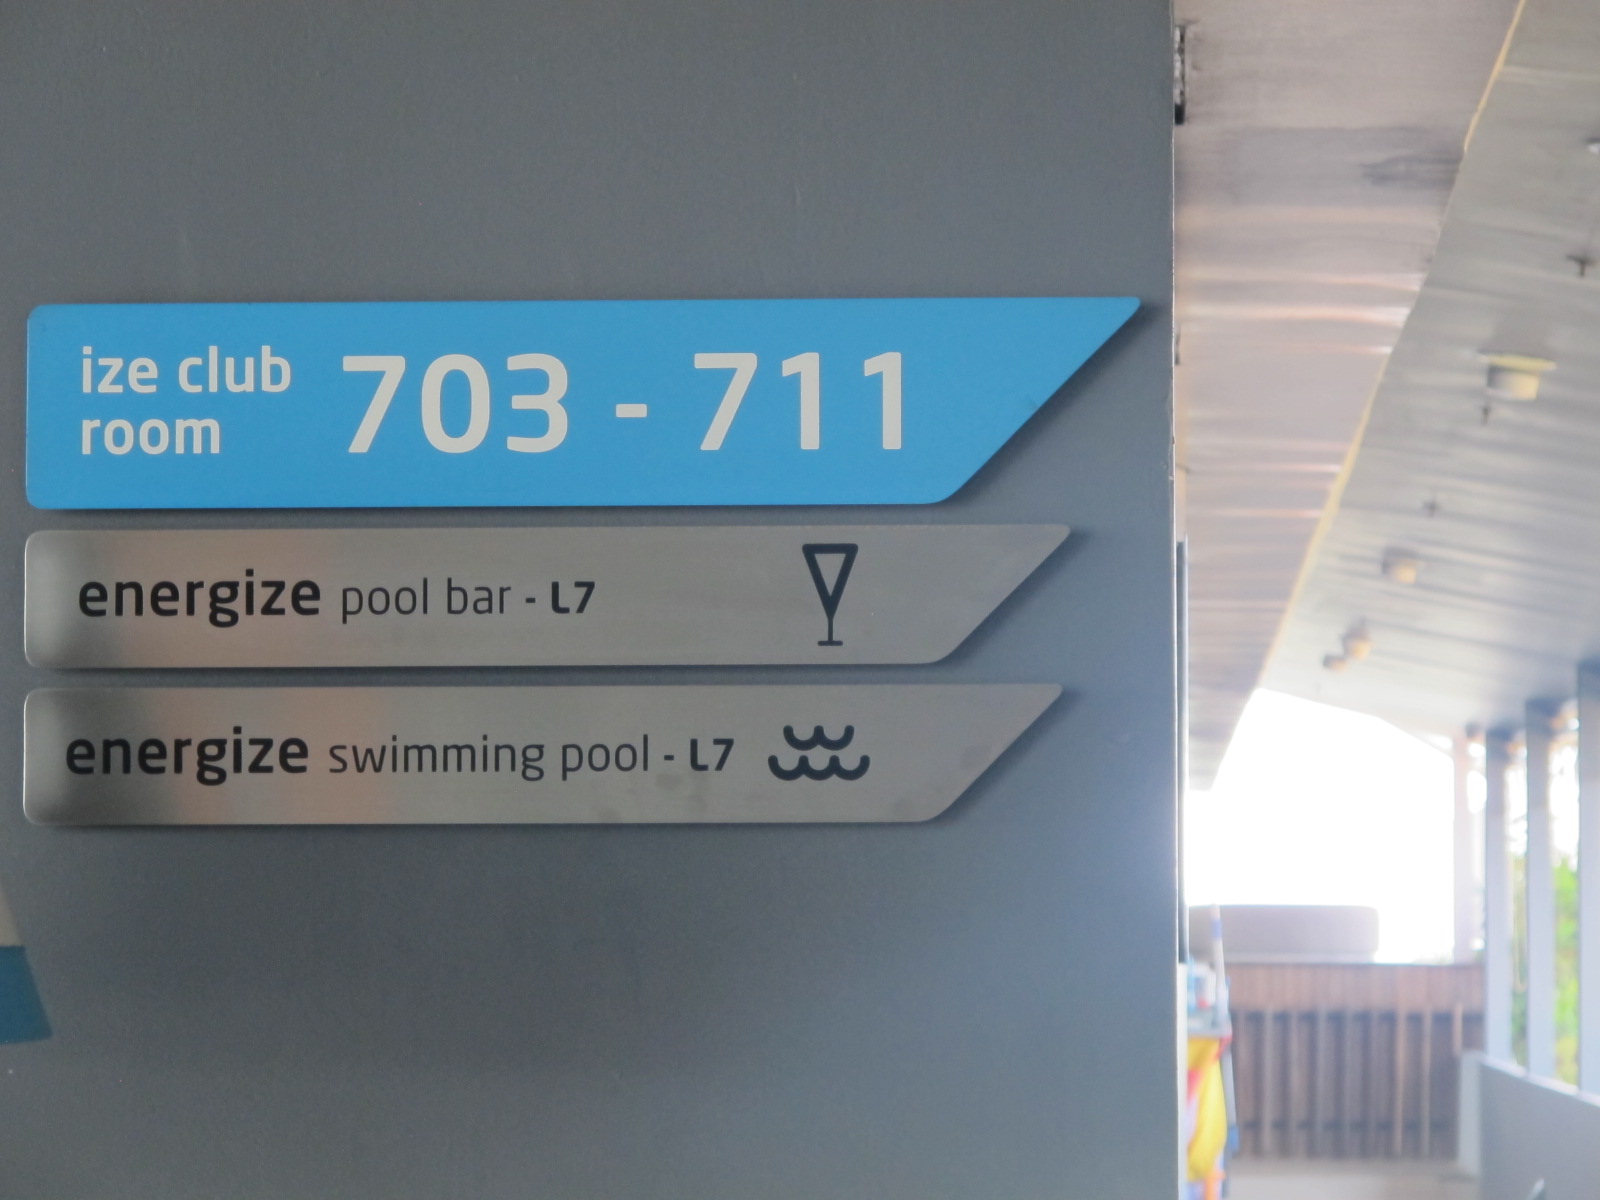 ize club
room
703 - 711
energize pool bar - L7
energize swimming pool - L7